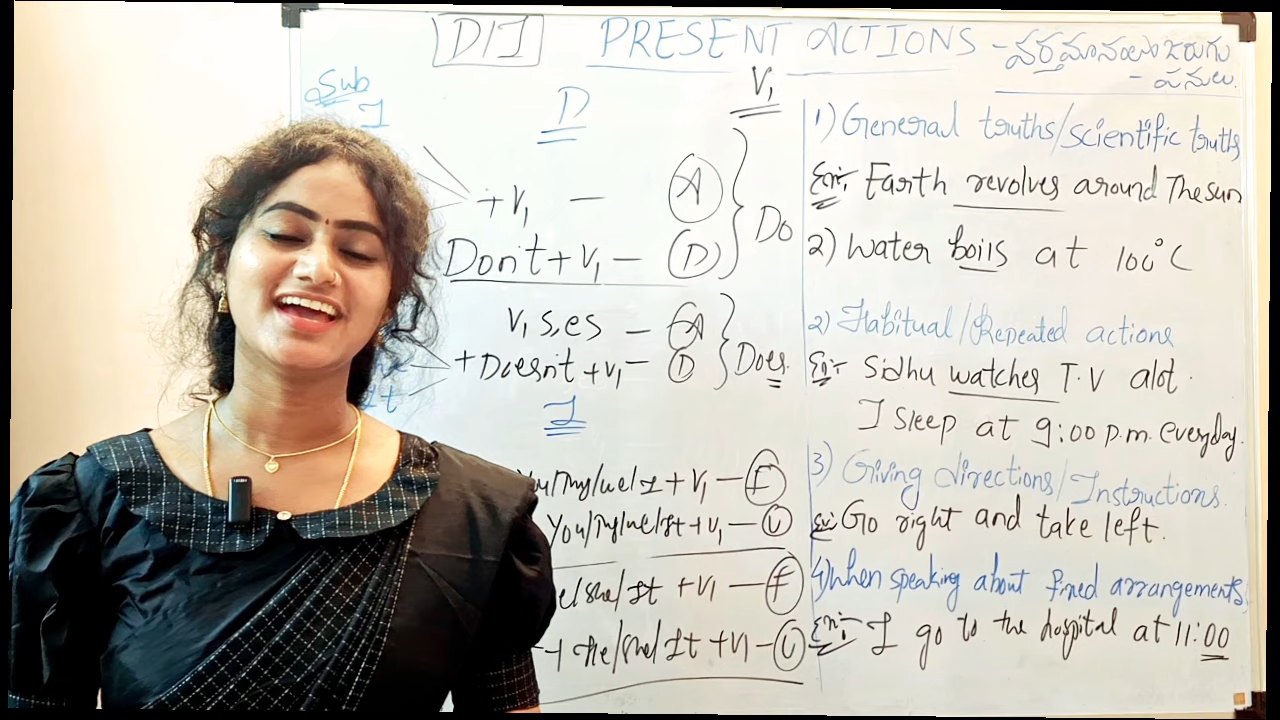 D/I PRESENT ACTIONS - వర్తమానంలో జరుగు
- పనులు.
Sub
I
D
V₁
+V₁ — A
Don't+V₁ — D
Do
V₁ s,es — A
+Doesn't+V₁ — D
Does
I
You/They/we/I+V₁ —
You/They/we/I+V₁ —
/She/It +V₁ —
He/She/It +V₁ —
1) General truths/scientific truths
Ex:- Earth revolves around The sun
2) Water boils at 100°C
2) Habitual/Repeated actions
Ex:- Sidhu watches T.V alot.
I sleep at 9:00 p.m. everyday.
3) Giving directions/Instructions.
Ex:- Go right and take left.
4) When speaking about fixed arrangements,
Ex:- I go to the hospital at 11:00